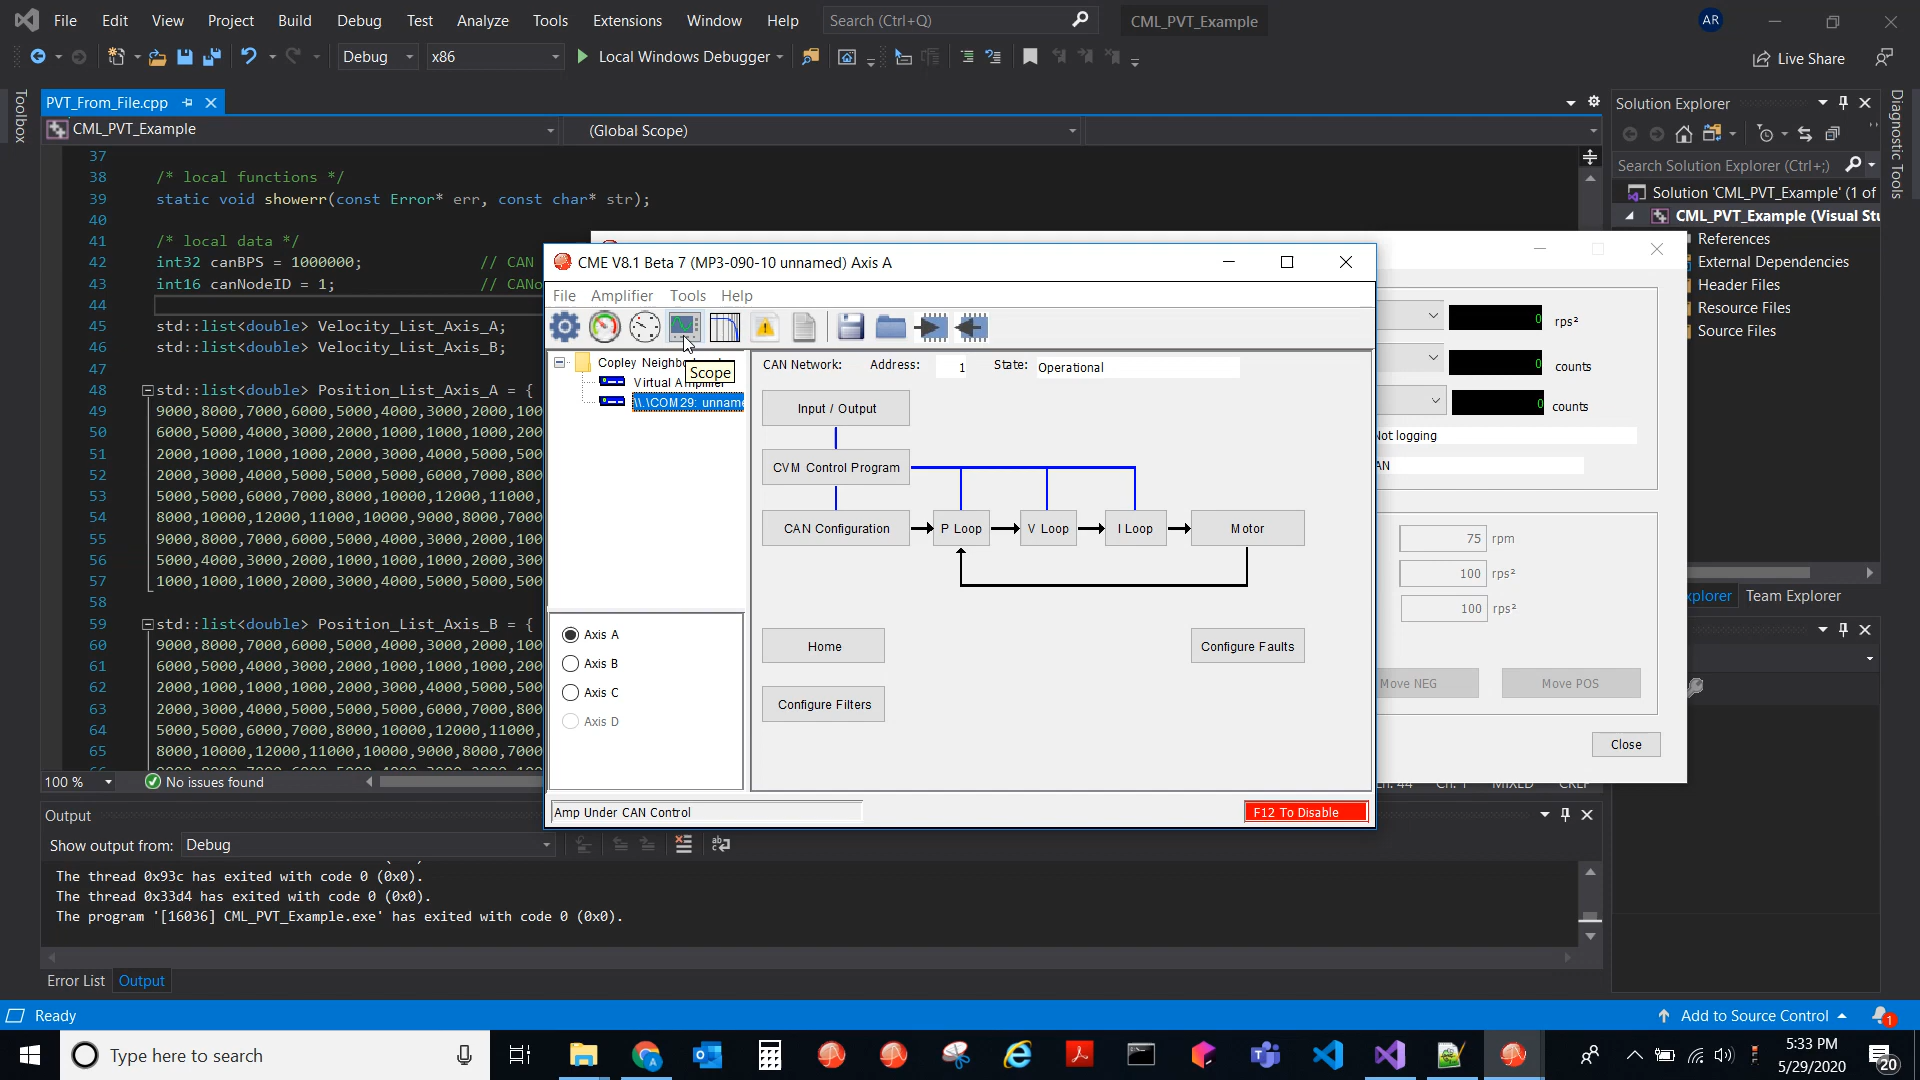 File Edit View Project Build Debug Test Analyze Tools Extensions Window Help Search (Ctrl+Q) CML_PVT_Example AR
Debug x86 Local Windows Debugger Live Share
Toolbox
PVT_From_File.cpp
CML_PVT_Example (Global Scope)
37
38 /* local functions */
39 static void showerr(const Error* err, const char* str);
40
41 /* local data */
42 int32 canBPS = 1000000; // CAN
43 int16 canNodeID = 1; // CANo
44
45 std::list<double> Velocity_List_Axis_A;
46 std::list<double> Velocity_List_Axis_B;
47
48 std::list<double> Position_List_Axis_A = {
49 9000,8000,7000,6000,5000,4000,3000,2000,100
50 6000,5000,4000,3000,2000,1000,1000,1000,200
51 2000,1000,1000,1000,2000,3000,4000,5000,500
52 2000,3000,4000,5000,5000,5000,6000,7000,800
53 5000,5000,6000,7000,8000,10000,12000,11000,
54 8000,10000,12000,11000,10000,9000,8000,7000
55 9000,8000,7000,6000,5000,4000,3000,2000,100
56 5000,4000,3000,2000,1000,1000,1000,2000,300
57 1000,1000,1000,2000,3000,4000,5000,5000,500
58
59 std::list<double> Position_List_Axis_B = {
60 9000,8000,7000,6000,5000,4000,3000,2000,100
61 6000,5000,4000,3000,2000,1000,1000,1000,200
62 2000,1000,1000,1000,2000,3000,4000,5000,500
63 2000,3000,4000,5000,5000,5000,6000,7000,800
64 5000,5000,6000,7000,8000,10000,12000,11000,
65 8000,10000,12000,11000,10000,9000,8000,7000
100 % No issues found
CME V8.1 Beta 7 (MP3-090-10 unnamed) Axis A
File Amplifier Tools Help
Scope
Copley Neighb
Virtual Amplifier
\\.\COM29: unname
Axis A
Axis B
Axis C
Axis D
CAN Network: Address: 1 State: Operational
Input / Output
CVM Control Program
CAN Configuration P Loop V Loop I Loop Motor
Home Configure Faults
Configure Filters
Amp Under CAN Control F12 To Disable
0 rps²
0 counts
0 counts
Not logging
AN
75 rpm
100 rps²
100 rps²
Move NEG Move POS
Close
Solution Explorer
Search Solution Explorer (Ctrl+;)
Solution 'CML_PVT_Example' (1 of
CML_PVT_Example (Visual Stu
References
External Dependencies
Header Files
Resource Files
Source Files
xplorer Team Explorer
Diagnostic Tools
Ch: 1 MIXED CRLF
Output
Show output from: Debug
The thread 0x93c has exited with code 0 (0x0).
The thread 0x33d4 has exited with code 0 (0x0).
The program '[16036] CML_PVT_Example.exe' has exited with code 0 (0x0).
Error List Output
Ready Add to Source Control 1
Type here to search
5:33 PM
5/29/2020
20